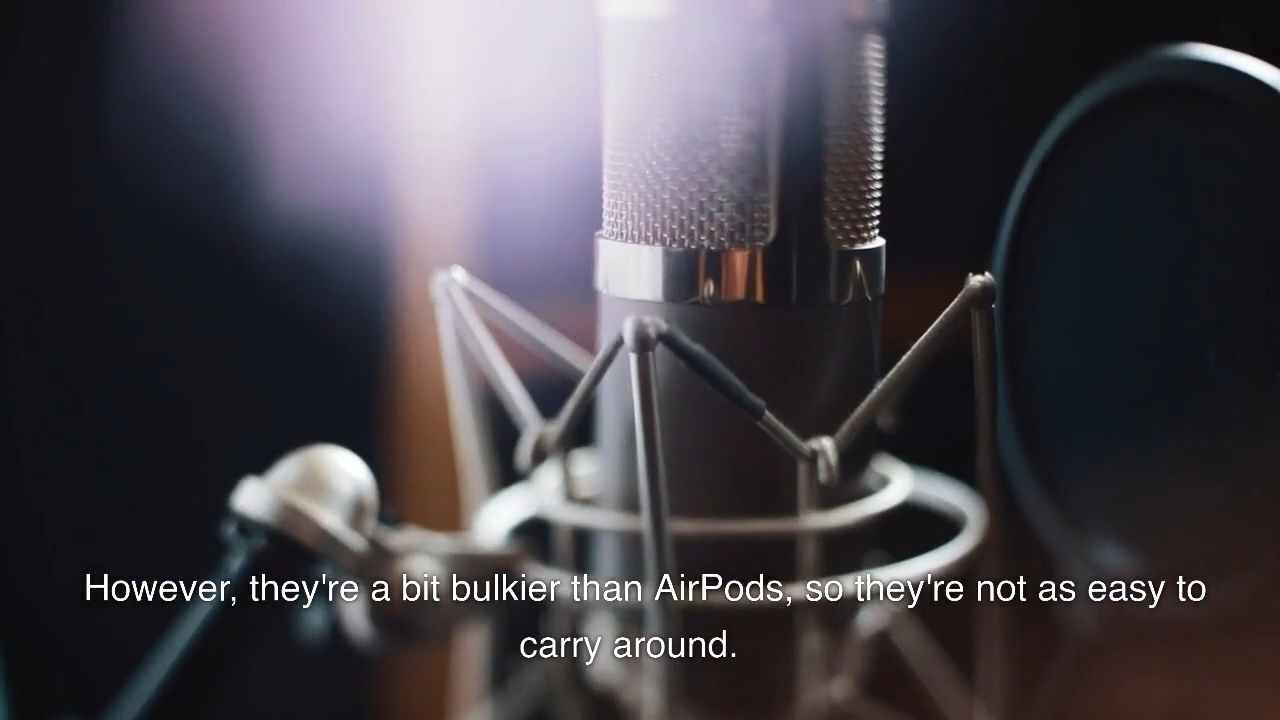 However, they're a bit bulkier than AirPods, so they're not as easy to
carry around.